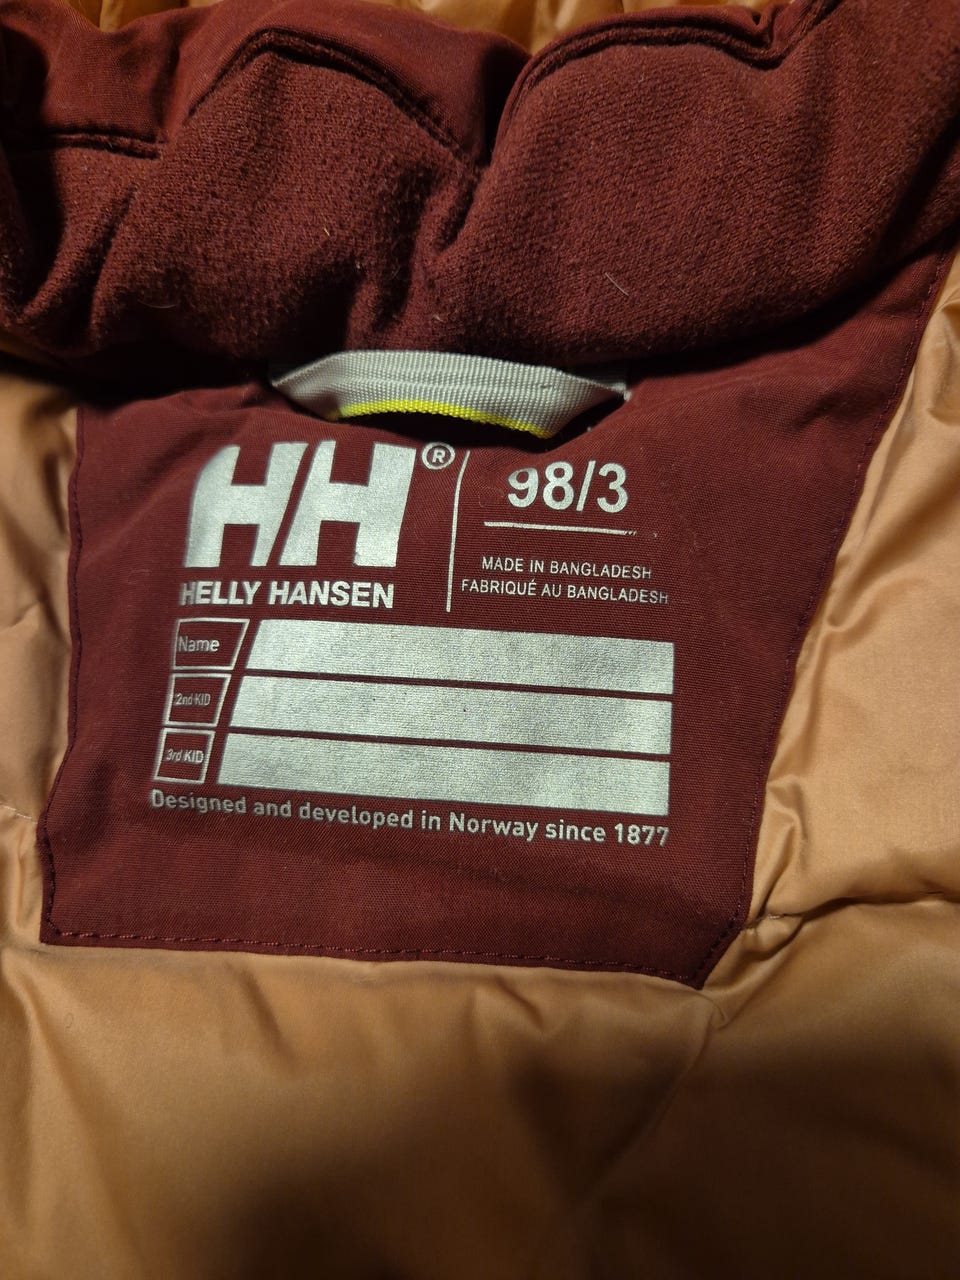 HH®
HELLY HANSEN
98/3
MADE IN BANGLADESH
FABRIQUÉ AU BANGLADESH
Name
2nd KID
3rd KID
Designed and developed in Norway since 1877